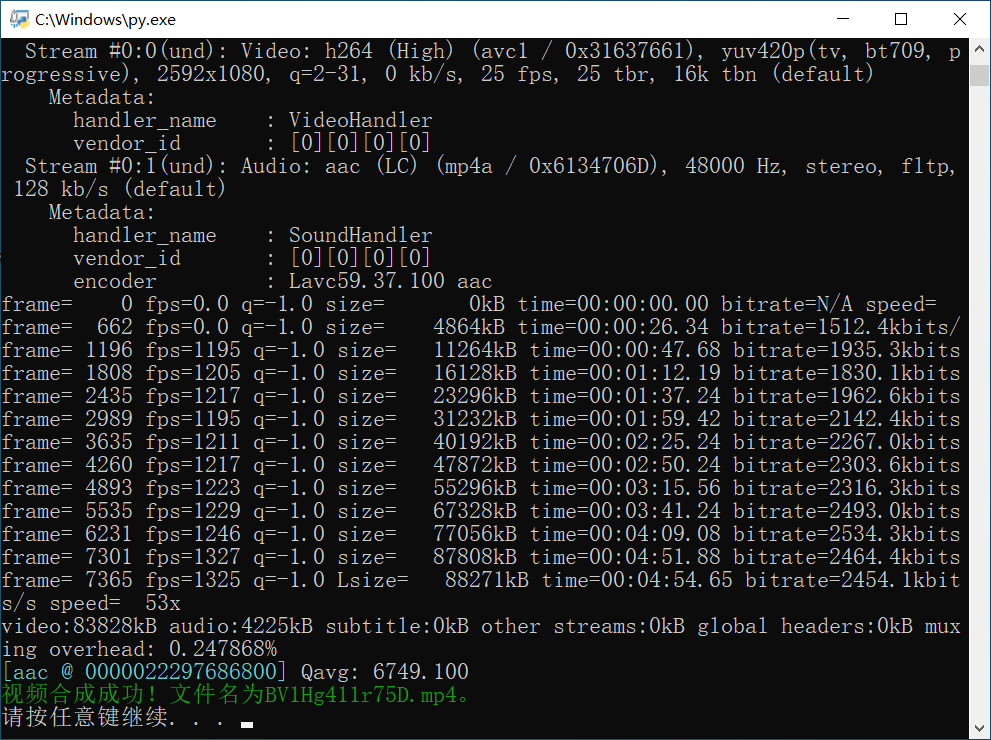 C:\Windows\py.exe
Stream #0:0(und): Video: h264 (High) (avc1 / 0x31637661), yuv420p(tv, bt709, p
rogressive), 2592x1080, q=2-31, 0 kb/s, 25 fps, 25 tbr, 16k tbn (default)
Metadata:
handler_name    : VideoHandler
vendor_id       : [0][0][0][0]
Stream #0:1(und): Audio: aac (LC) (mp4a / 0x6134706D), 48000 Hz, stereo, fltp,
128 kb/s (default)
Metadata:
handler_name    : SoundHandler
vendor_id       : [0][0][0][0]
encoder         : Lavc59.37.100 aac
frame=    0 fps=0.0 q=-1.0 size=       0kB time=00:00:00.00 bitrate=N/A speed=
frame=  662 fps=0.0 q=-1.0 size=    4864kB time=00:00:26.34 bitrate=1512.4kbits/
frame= 1196 fps=1195 q=-1.0 size=   11264kB time=00:00:47.68 bitrate=1935.3kbits
frame= 1808 fps=1205 q=-1.0 size=   16128kB time=00:01:12.19 bitrate=1830.1kbits
frame= 2435 fps=1217 q=-1.0 size=   23296kB time=00:01:37.24 bitrate=1962.6kbits
frame= 2989 fps=1195 q=-1.0 size=   31232kB time=00:01:59.42 bitrate=2142.4kbits
frame= 3635 fps=1211 q=-1.0 size=   40192kB time=00:02:25.24 bitrate=2267.0kbits
frame= 4260 fps=1217 q=-1.0 size=   47872kB time=00:02:50.24 bitrate=2303.6kbits
frame= 4893 fps=1223 q=-1.0 size=   55296kB time=00:03:15.56 bitrate=2316.3kbits
frame= 5535 fps=1229 q=-1.0 size=   67328kB time=00:03:41.24 bitrate=2493.0kbits
frame= 6231 fps=1246 q=-1.0 size=   77056kB time=00:04:09.08 bitrate=2534.3kbits
frame= 7301 fps=1327 q=-1.0 size=   87808kB time=00:04:51.88 bitrate=2464.4kbits
frame= 7365 fps=1325 q=-1.0 Lsize=   88271kB time=00:04:54.65 bitrate=2454.1kbit
s/s speed=  53x
video:83828kB audio:4225kB subtitle:0kB other streams:0kB global headers:0kB mux
ing overhead: 0.247868%
[aac @ 0000022297686800] Qavg: 6749.100
视频合成成功！文件名为BV1Hg411r75D.mp4。
请按任意键继续. . .